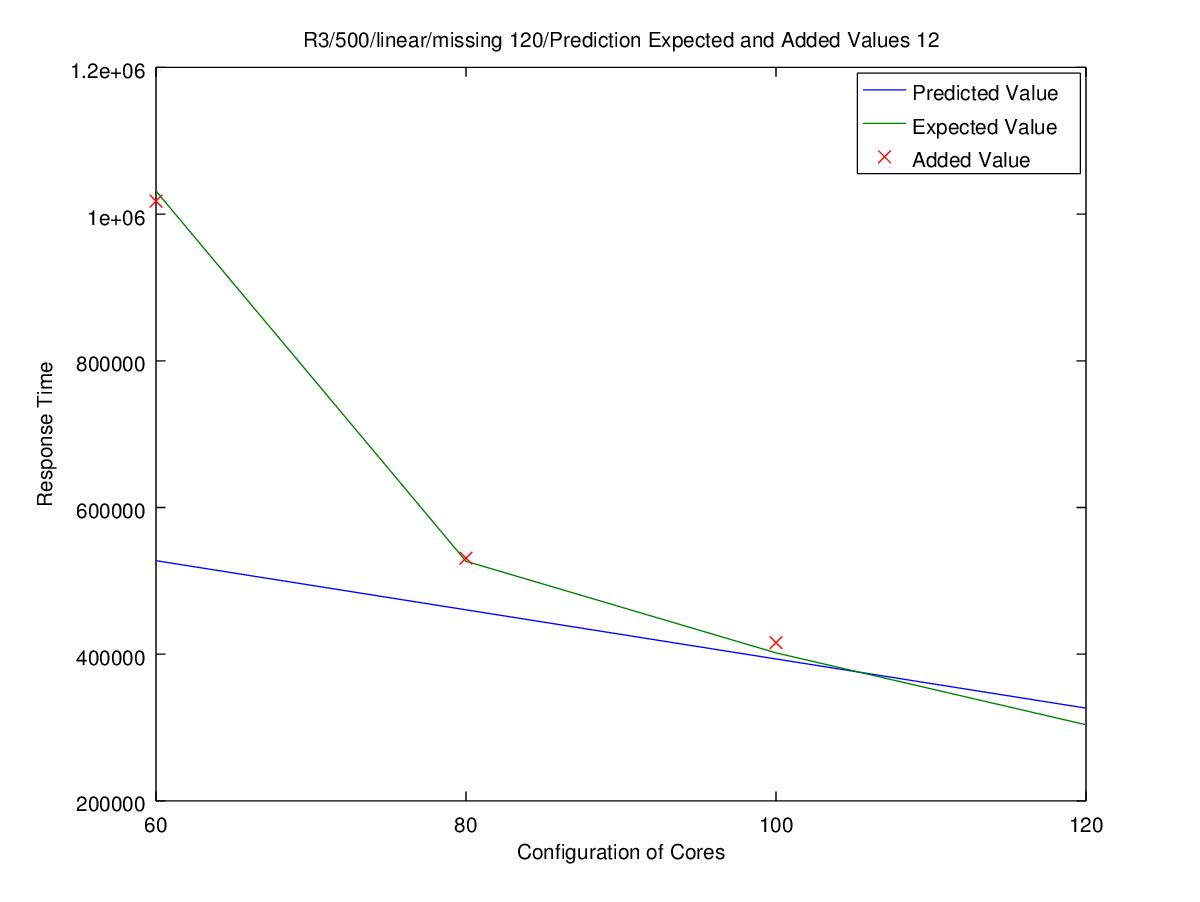 R3/500/linear/missing 120/Prediction Expected and Added Values 12
1.2e+06
1e+06
800000
600000
400000
200000
60
80
100
120
Response Time
Configuration of Cores
Predicted Value
Expected Value
Added Value